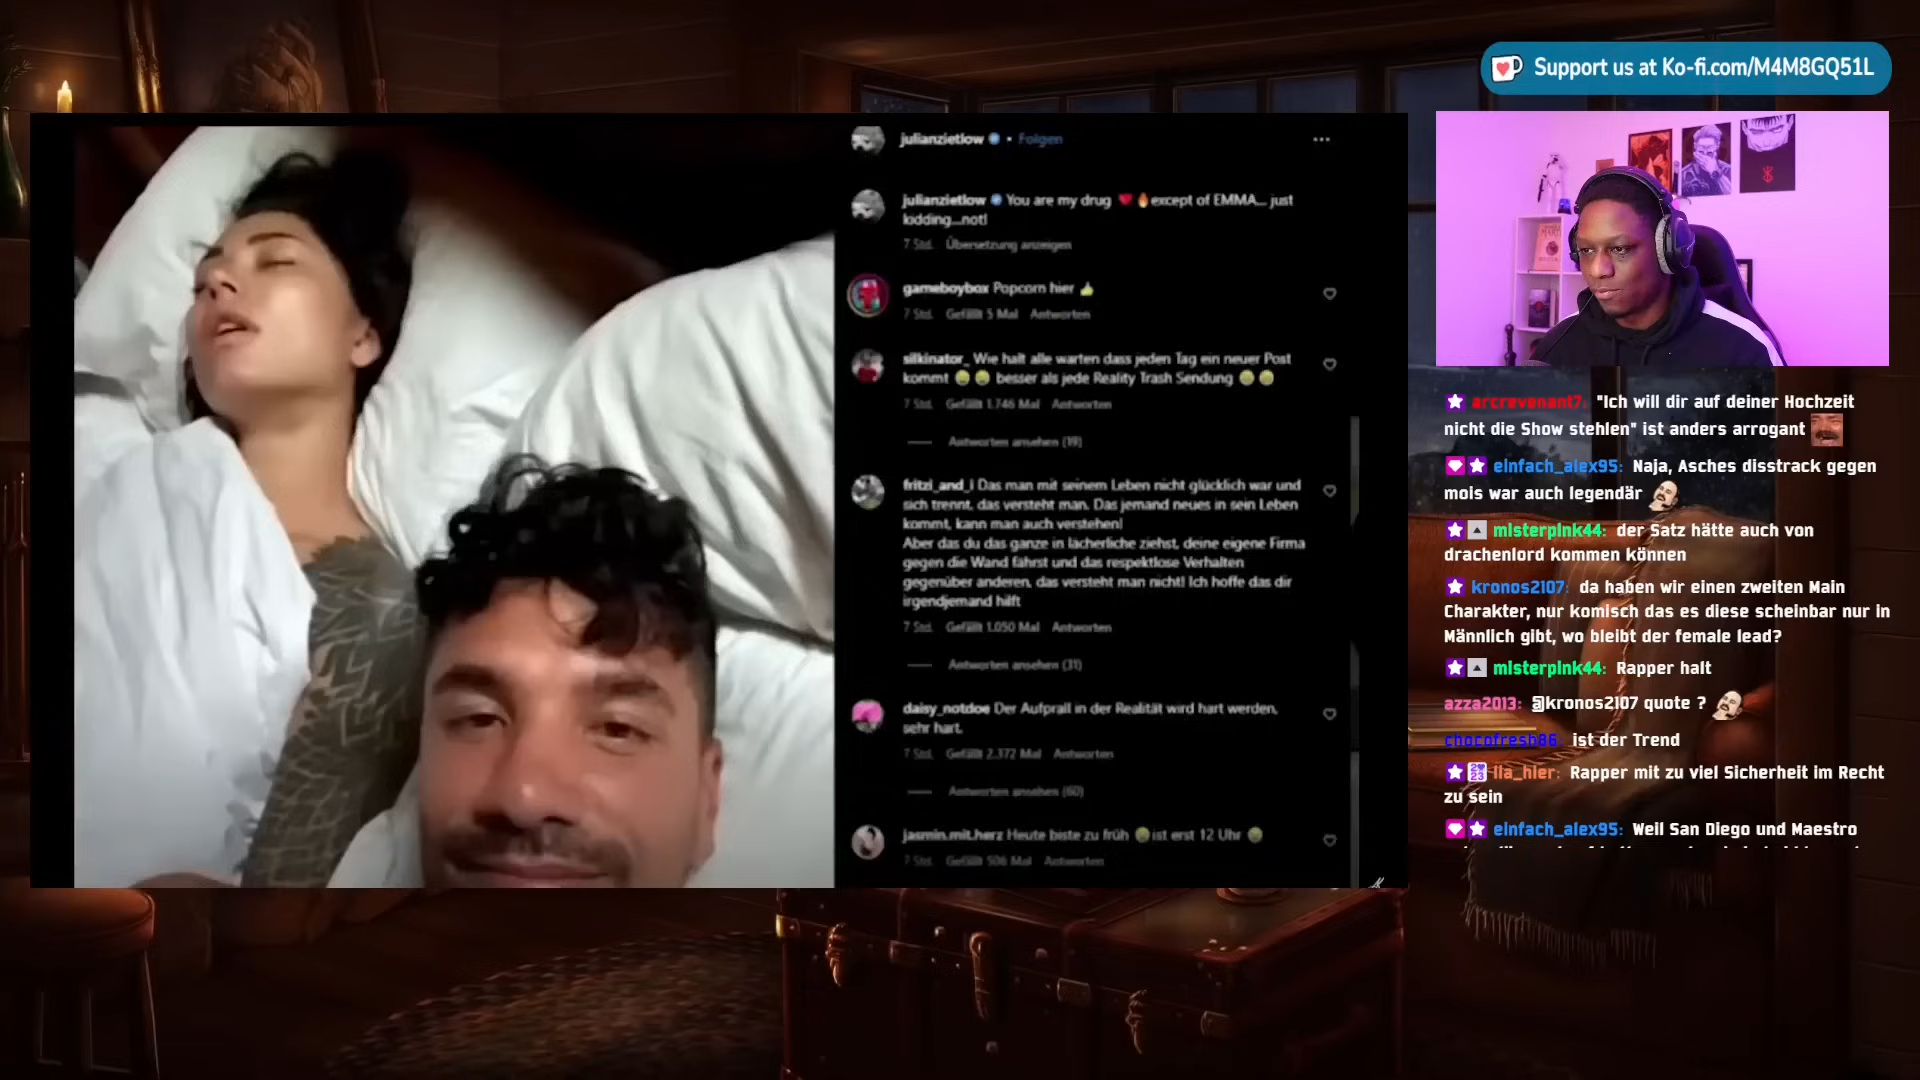 Support us at Ko-fi.com/M4M8GQ51L
julianzietlow • Folgen
julianzietlow You are my drug ❤️🔥except of EMMA... just
kidding...not!
7 Std. Übersetzung anzeigen
gameboybox Popcorn hier 👍
7 Std. Gefällt 5 Mal Antworten
silkinator_ Wie halt alle warten dass jeden Tag ein neuer Post
kommt besser als jede Reality Trash Sendung
7 Std. Gefällt 1.746 Mal Antworten
Antworten ansehen (19)
fritzi_and_i Das man mit seinem Leben nicht glücklich war und
sich trennt, das versteht man. Das jemand neues in sein Leben
kommt, kann man auch verstehen!
Aber das du das ganze in lächerliche ziehst, deine eigene Firma
gegen die Wand fährst und das respektlose Verhalten
gegenüber anderen, das versteht man nicht! Ich hoffe das dir
irgendjemand hilft
7 Std. Gefällt 1.050 Mal Antworten
Antworten ansehen (31)
daisy_notdoe Der Aufprall in der Realität wird hart werden,
sehr hart.
7 Std. Gefällt 2.372 Mal Antworten
Antworten ansehen (60)
jasmin.mit.herz Heute biste zu früh ist erst 12 Uhr
7 Std. Gefällt 506 Mal Antworten
arcrevenant7: "Ich will dir auf deiner Hochzeit
nicht die Show stehlen" ist anders arrogant
einfach_alex95: Naja, Asches disstrack gegen
mois war auch legendär
misterpink44: der Satz hätte auch von
drachenlord kommen können
kronos2107: da haben wir einen zweiten Main
Charakter, nur komisch das es diese scheinbar nur in
Männlich gibt, wo bleibt der female lead?
misterpink44: Rapper halt
azza2013: @kronos2107 quote ?
chocofresh86: ist der Trend
lia_hier: Rapper mit zu viel Sicherheit im Recht
zu sein
einfach_alex95: Weil San Diego und Maestro